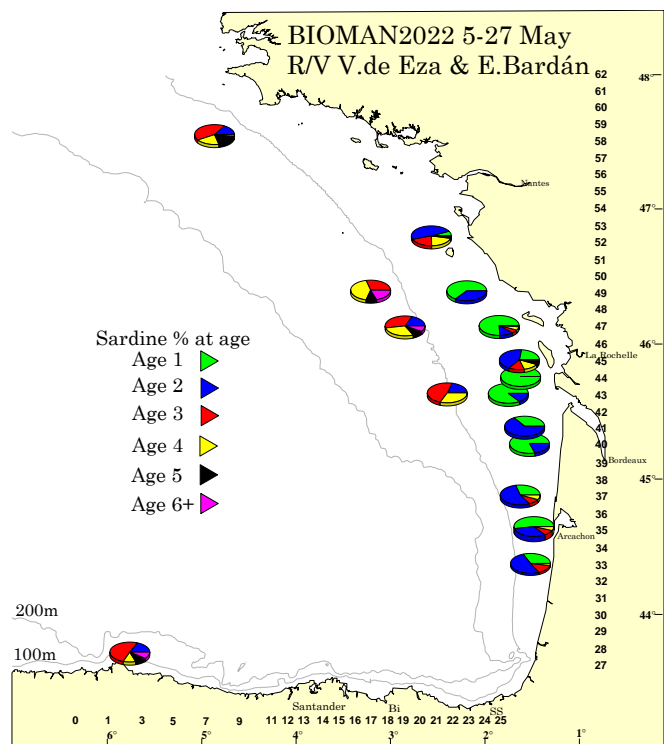 BIOMAN2022 5-27 May
R/V V.de Eza & E.Bardán
62
48°
61
60
59
58
57
56
Nantes
55
54
47°
53
52
51
50
49
48
47
46
Sardine % at age
La Rochelle
Age 1
45
44
Age 2
43
Age 3
42
41
46°
Age 4
40
Bordeaux
39
Age 5
38
45°
Age 6+
37
36
35
Arcachon
34
33
32
31
200m
30
44°
29
28
100m
27
Santander Bi SS
0 1 3 5 7 9 11 12 13 14 15 16 17 18 19 20 21 22 23 24 25
6° 5° 4° 3° 2° 1°